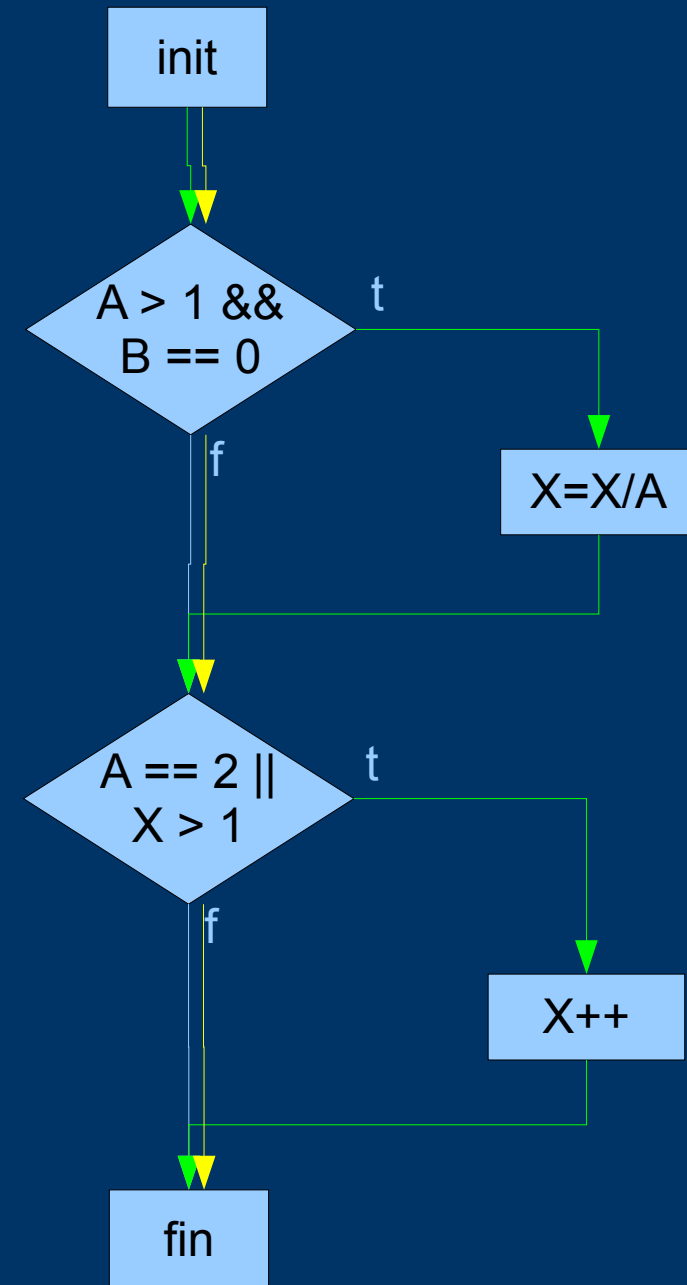 init
A > 1 &&
B == 0
t
f
X=X/A
A == 2 ||
X > 1
t
f
X++
fin